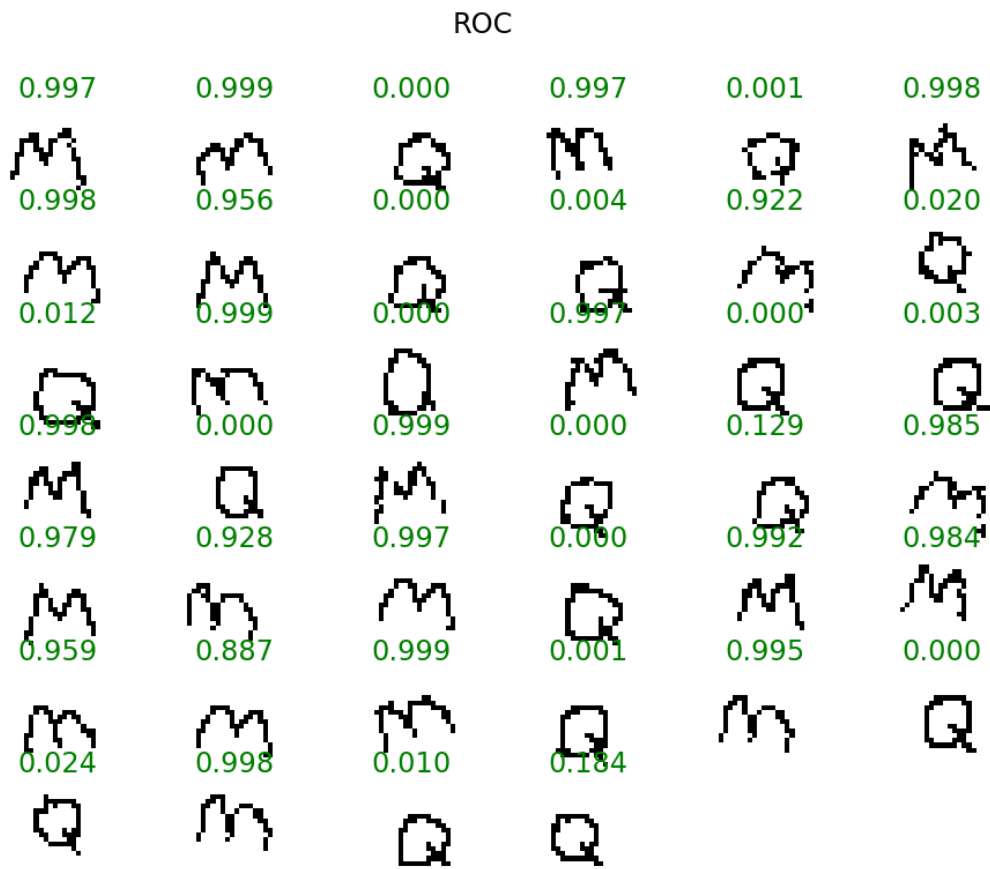 ROC
0.997 0.999 0.000 0.997 0.001 0.998
M M Q M Q M
0.998 0.956 0.000 0.004 0.922 0.020
M M Q Q M Q
0.012 0.999 0.000 0.997 0.000 0.003
Q M Q M Q Q
0.998 0.000 0.999 0.000 0.129 0.985
M Q M Q Q M
0.979 0.928 0.997 0.000 0.992 0.984
M M M Q M M
0.959 0.887 0.999 0.001 0.995 0.000
M M M Q M Q
0.024 0.998 0.010 0.184
Q M Q Q